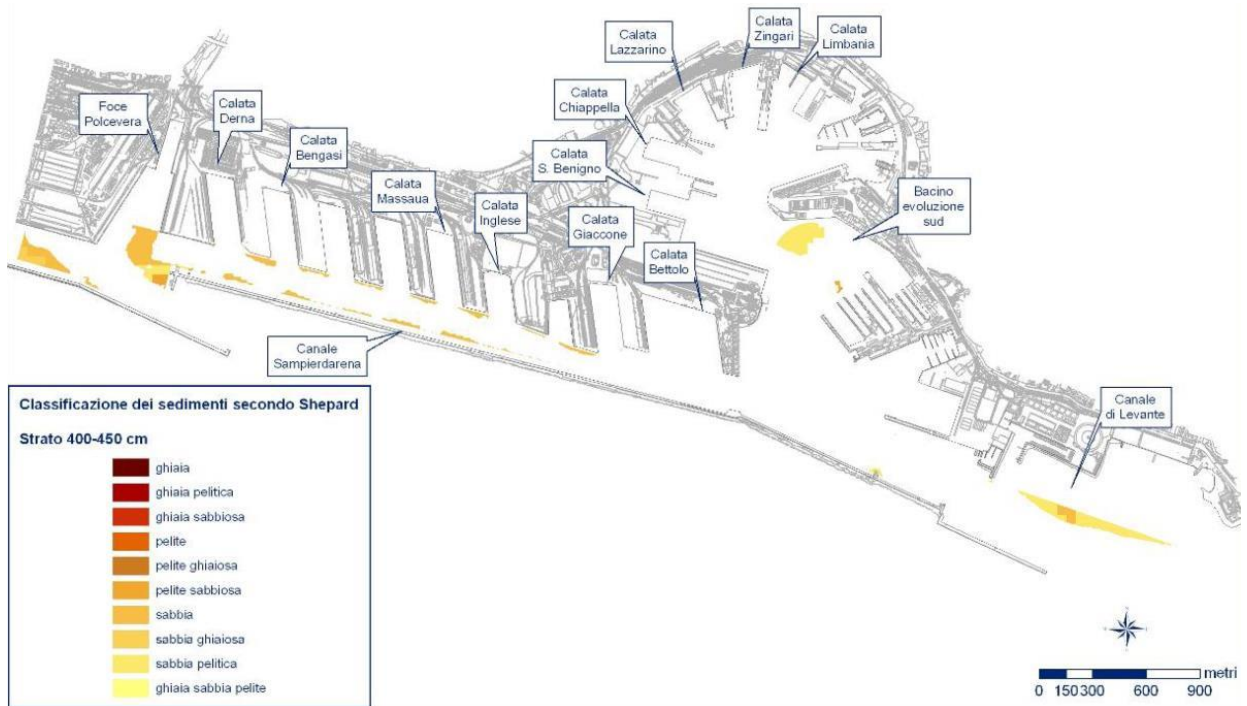 Calata
Zingari
Calata
Lazzarino
Calata
Limbania
Calata
Chiappella
Foce
Polcevera
Calata
Derna
Calata
Bengasi
Calata
S. Benigno
Calata
Massaua
Calata
Inglese
Calata
Giaccone
Bacino
evoluzione
sud
Calata
Bettolo
Canale
Sampierdarena
Canale
di Levante
Classificazione dei sedimenti secondo Shepard
Strato 400-450 cm
ghiaia
ghiaia pelitica
ghiaia sabbiosa
pelite
pelite ghiaiosa
pelite sabbiosa
sabbia
sabbia ghiaiosa
sabbia pelitica
ghiaia sabbia pelite
metri
0 150 300 600 900